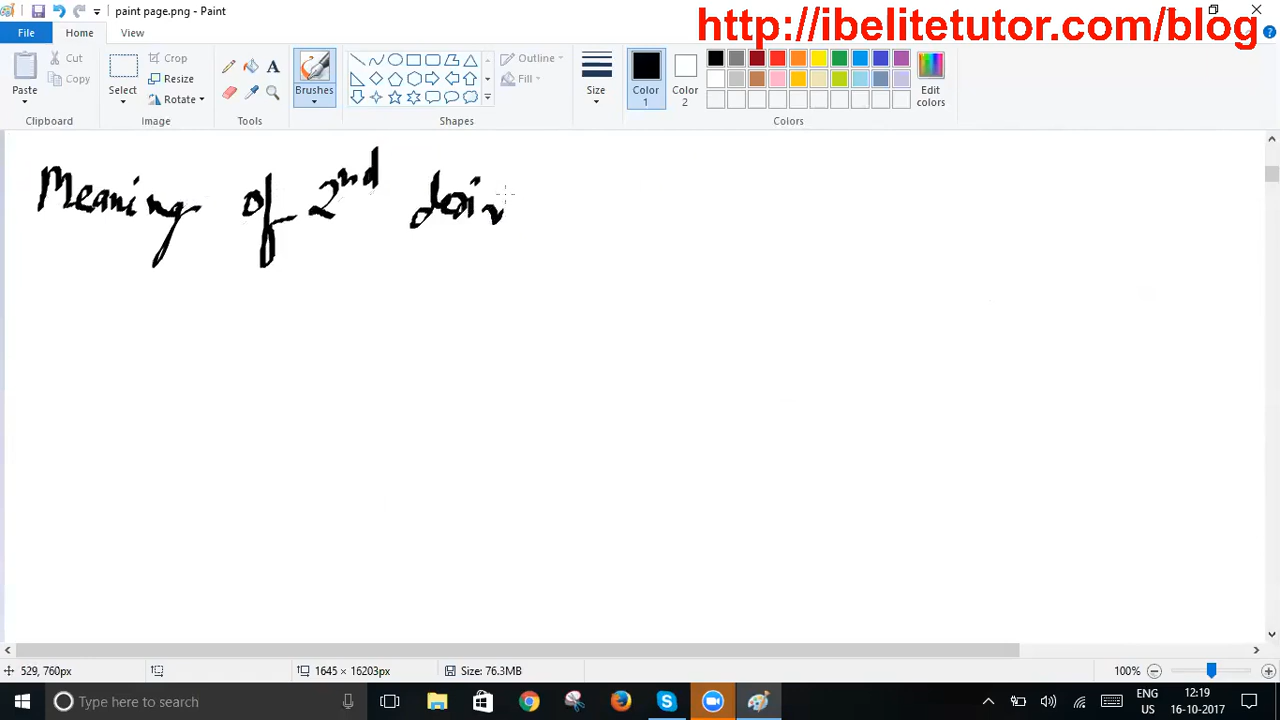 paint page.png - Paint
http://ibelitetutor.com/blog
File Home View
Paste Cut Copy Clipboard
Select Crop Resize Rotate Image
Tools
Brushes
Shapes Outline Fill
Size
Color 1 Color 2 Edit colors Colors
Meaning of 2nd deriv
529, 760px 1645 × 16203px Size: 76.3MB 100%
Type here to search
ENG US 12:19 16-10-2017